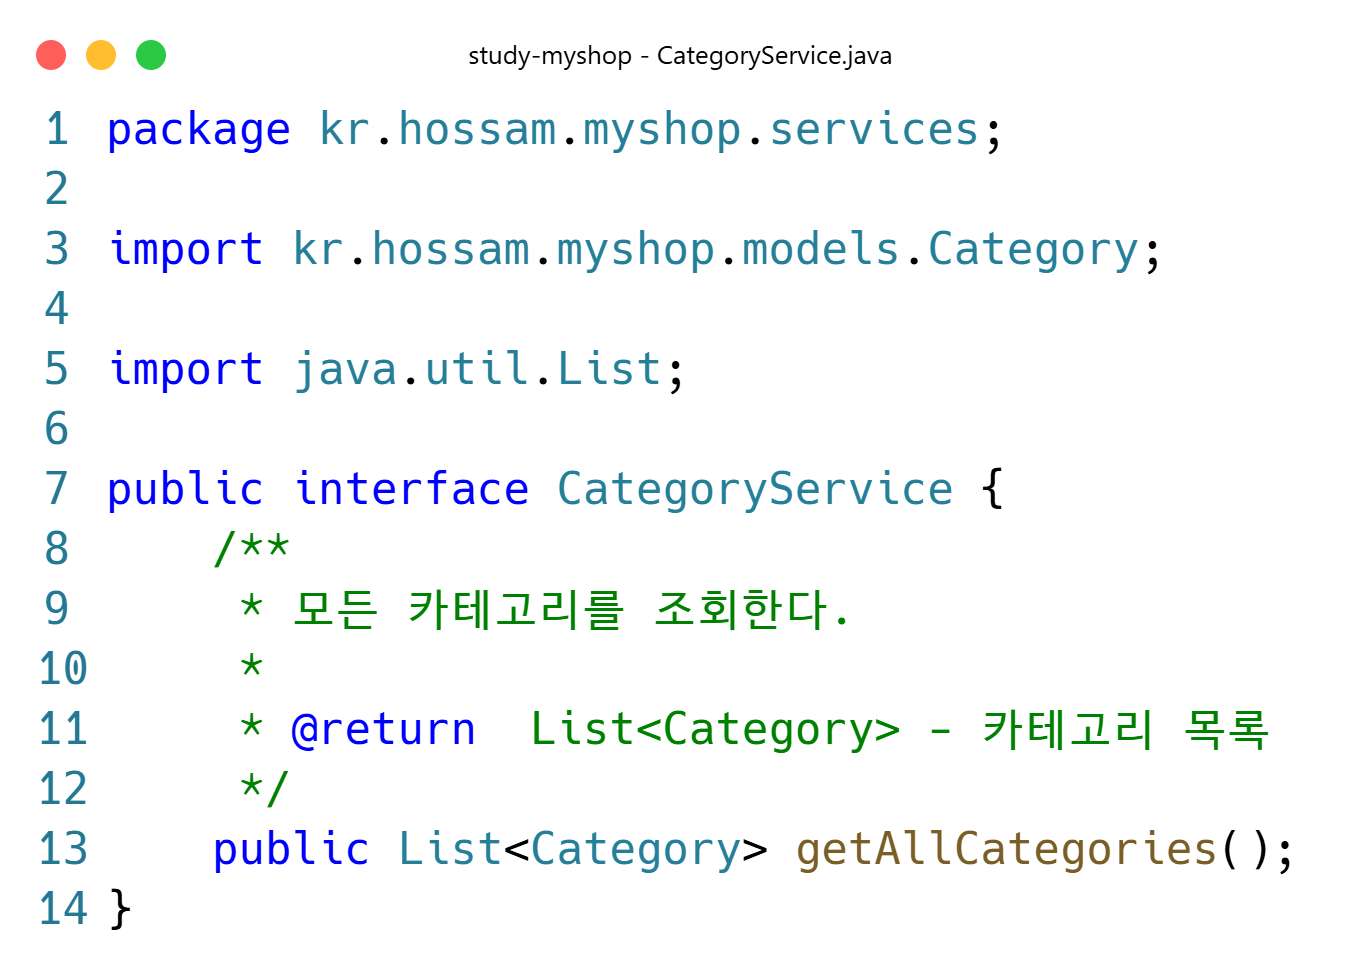 study-myshop - CategoryService.java
1 package kr.hossam.myshop.services;
2
3 import kr.hossam.myshop.models.Category;
4
5 import java.util.List;
6
7 public interface CategoryService {
8     /**
9      * 모든 카테고리를 조회한다.
10      *
11      * @return  List<Category> - 카테고리 목록
12      */
13     public List<Category> getAllCategories();
14 }